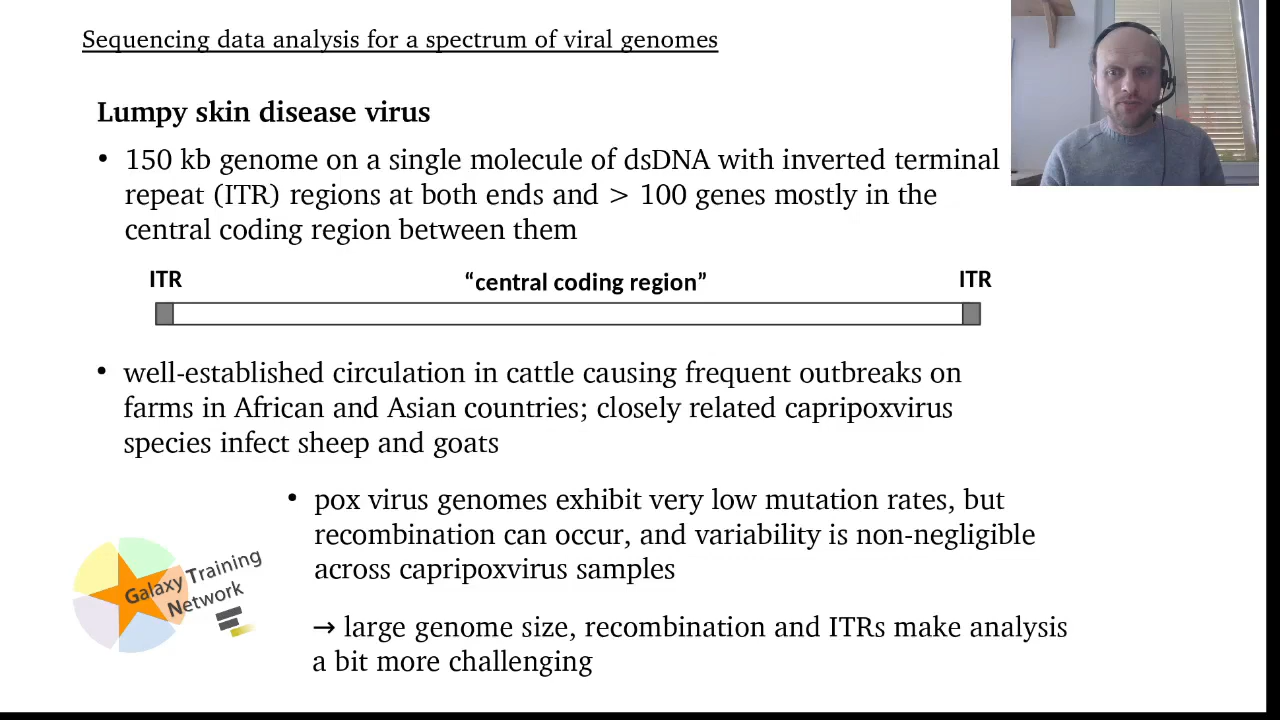 Sequencing data analysis for a spectrum of viral genomes
Lumpy skin disease virus
• 150 kb genome on a single molecule of dsDNA with inverted terminal
repeat (ITR) regions at both ends and > 100 genes mostly in the
central coding region between them
ITR “central coding region” ITR
• well-established circulation in cattle causing frequent outbreaks on
farms in African and Asian countries; closely related capripoxvirus
species infect sheep and goats
• pox virus genomes exhibit very low mutation rates, but
recombination can occur, and variability is non-negligible
across capripoxvirus samples
→ large genome size, recombination and ITRs make analysis
a bit more challenging
Galaxy Training
Network